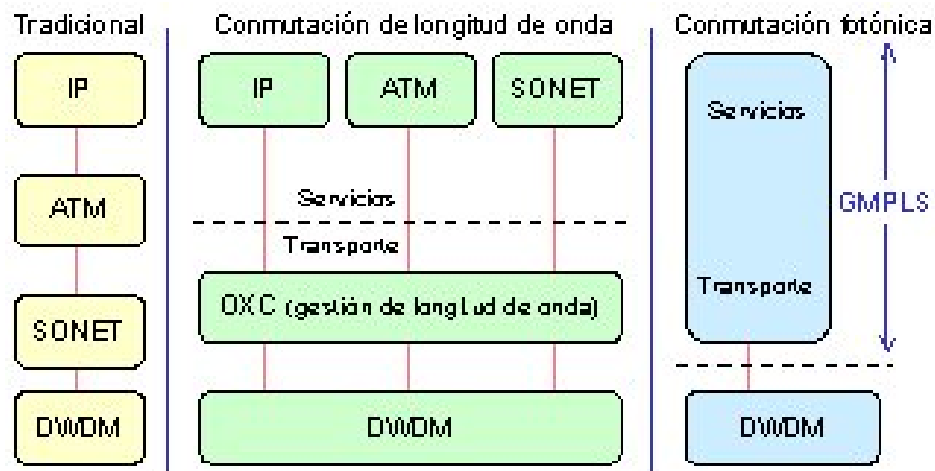 Tradicional
IP
ATM
SONET
DWDM
Conmutación de longitud de onda
IP
ATM
SONET
Servicios
Transporte
OXC (gestión de longitud de onda)
DWDM
Conmutación fotónica
Servicios
Transporte
GMPLS
DWDM